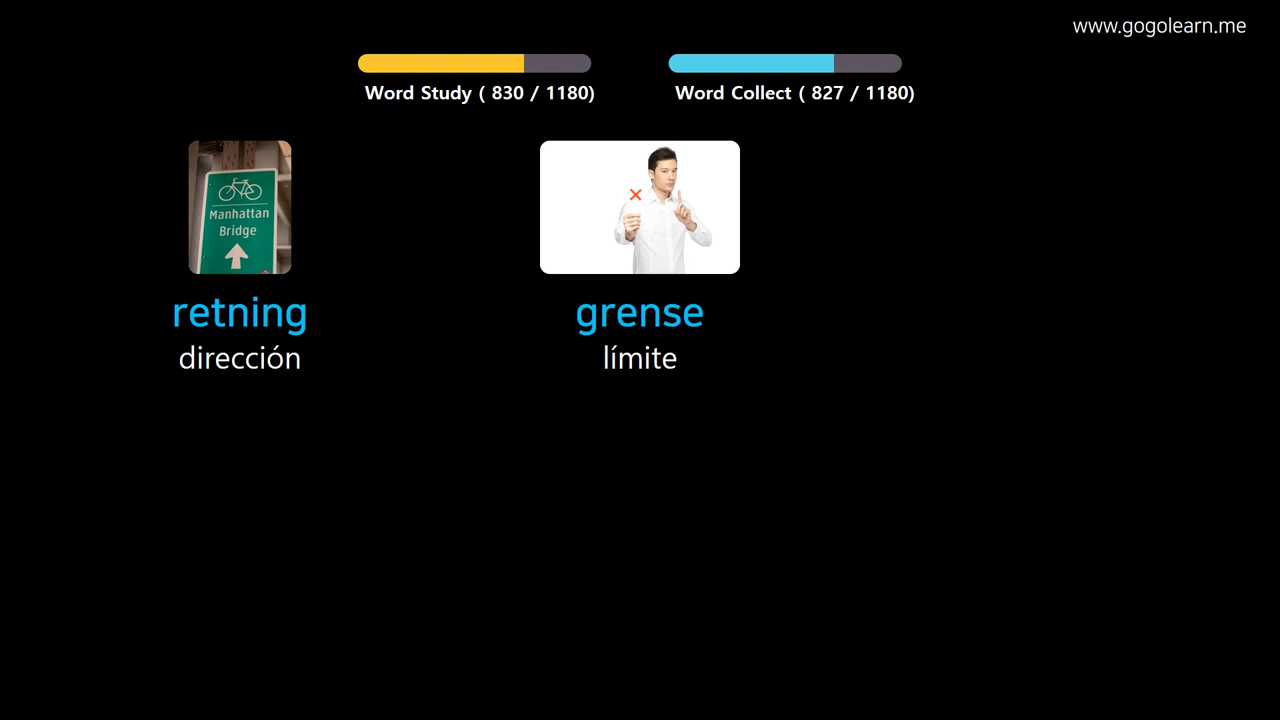 www.gogolearn.me
Word Study ( 830 / 1180)
Word Collect ( 827 / 1180)
Manhattan
Bridge
retning
dirección
grense
límite